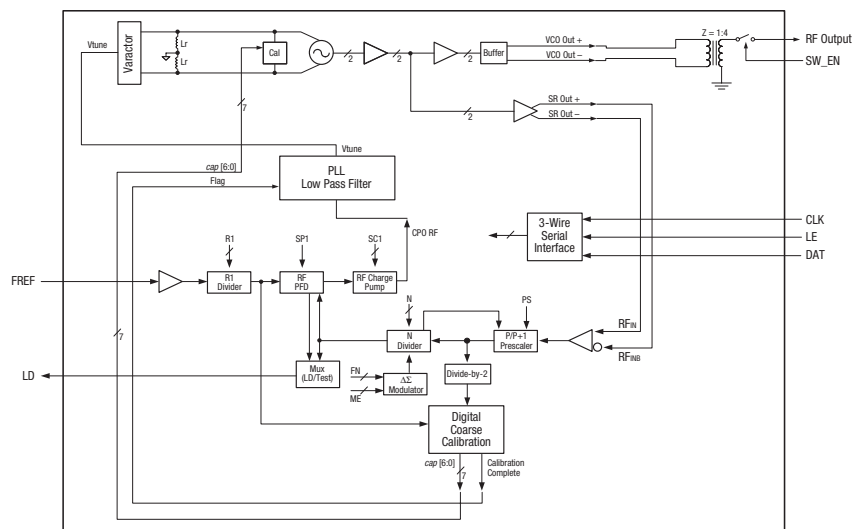 Vtune
Varactor
Lr
Lr
Cal
2
2
2
Buffer
VCO Out +
VCO Out –
Z = 1:4
RF Output
SW_EN
7
2
SR Out +
SR Out –
Vtune
cap [6:0]
Flag
PLL
Low Pass Filter
CPO RF
3-Wire
Serial
Interface
CLK
LE
DAT
R1
SP1
SC1
FREF
R1
Divider
RF
PFD
RF Charge
Pump
N
PS
RFIN
RFINB
N
Divider
P/P+1
Prescaler
7
LD
Mux
(LD/Test)
FN
ME
ΔΣ
Modulator
Divide-by-2
Digital
Coarse
Calibration
cap [6:0]
7
Calibration
Complete